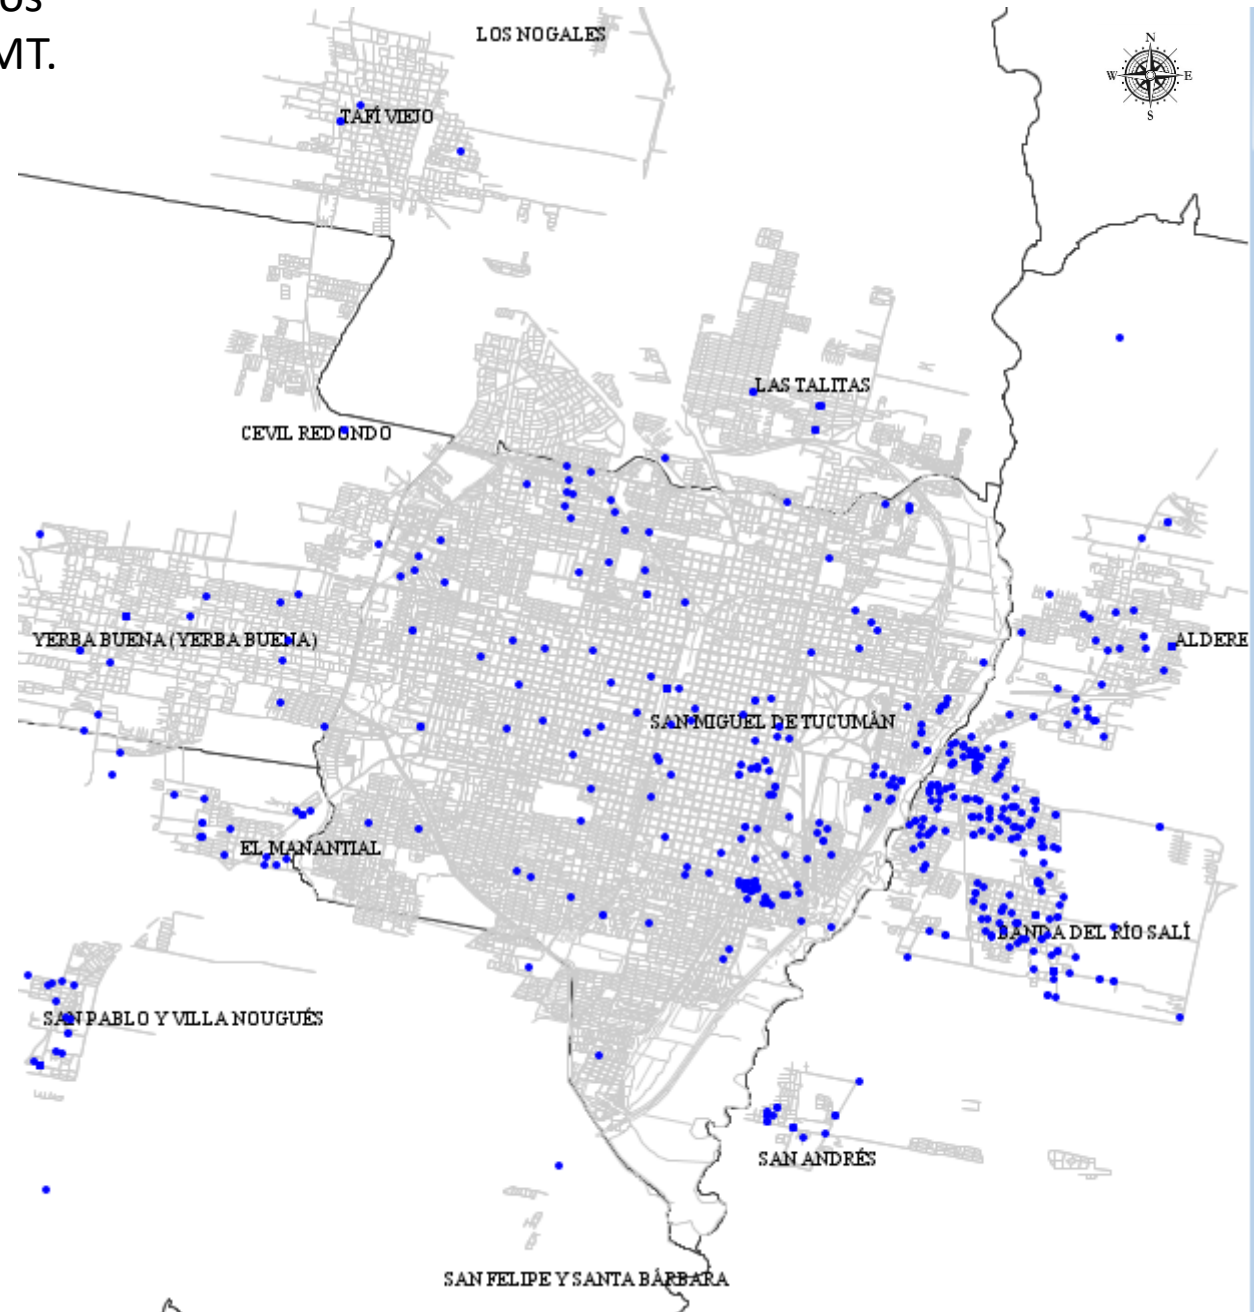 MT.
LOS NOGALES
N
W E
S
TAFÍ VIEJO
LAS TALITAS
CEVIL REDONDO
YERBA BUENA (YERBA BUENA)
ALDERE
SAN MIGUEL DE TUCUMÁN
EL MANANTIAL
BANDA DEL RÍO SALÍ
SAN PABLO Y VILLA NOUGUÉS
SAN ANDRÉS
SAN FELIPE Y SANTA BÁRBARA